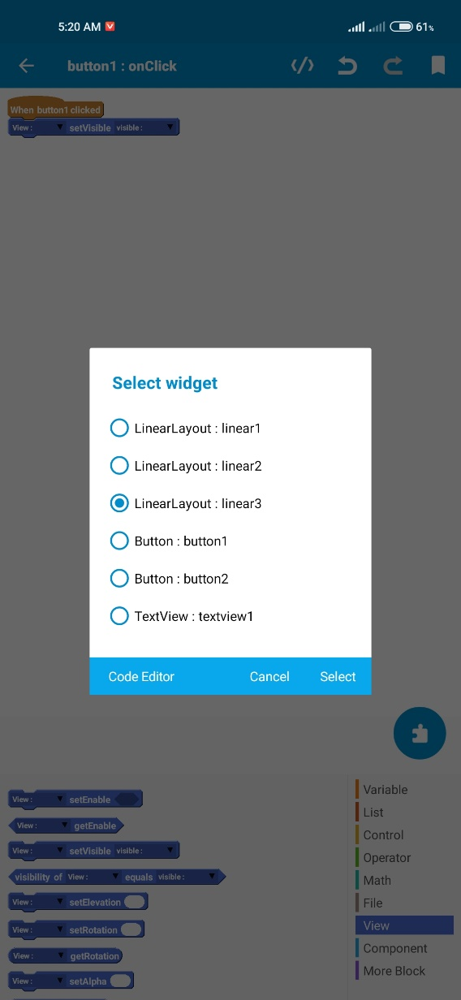 5:20 AM
61%
button1 : onClick
When button1 clicked
View : setVisible visible :
Select widget
LinearLayout : linear1
LinearLayout : linear2
LinearLayout : linear3
Button : button1
Button : button2
TextView : textview1
Code Editor Cancel Select
View : setEnable
View : getEnable
View : setVisible visible :
visibility of View : equals visible :
View : setElevation
View : setRotation
View : getRotation
View : setAlpha
Variable
List
Control
Operator
Math
File
View
Component
More Block